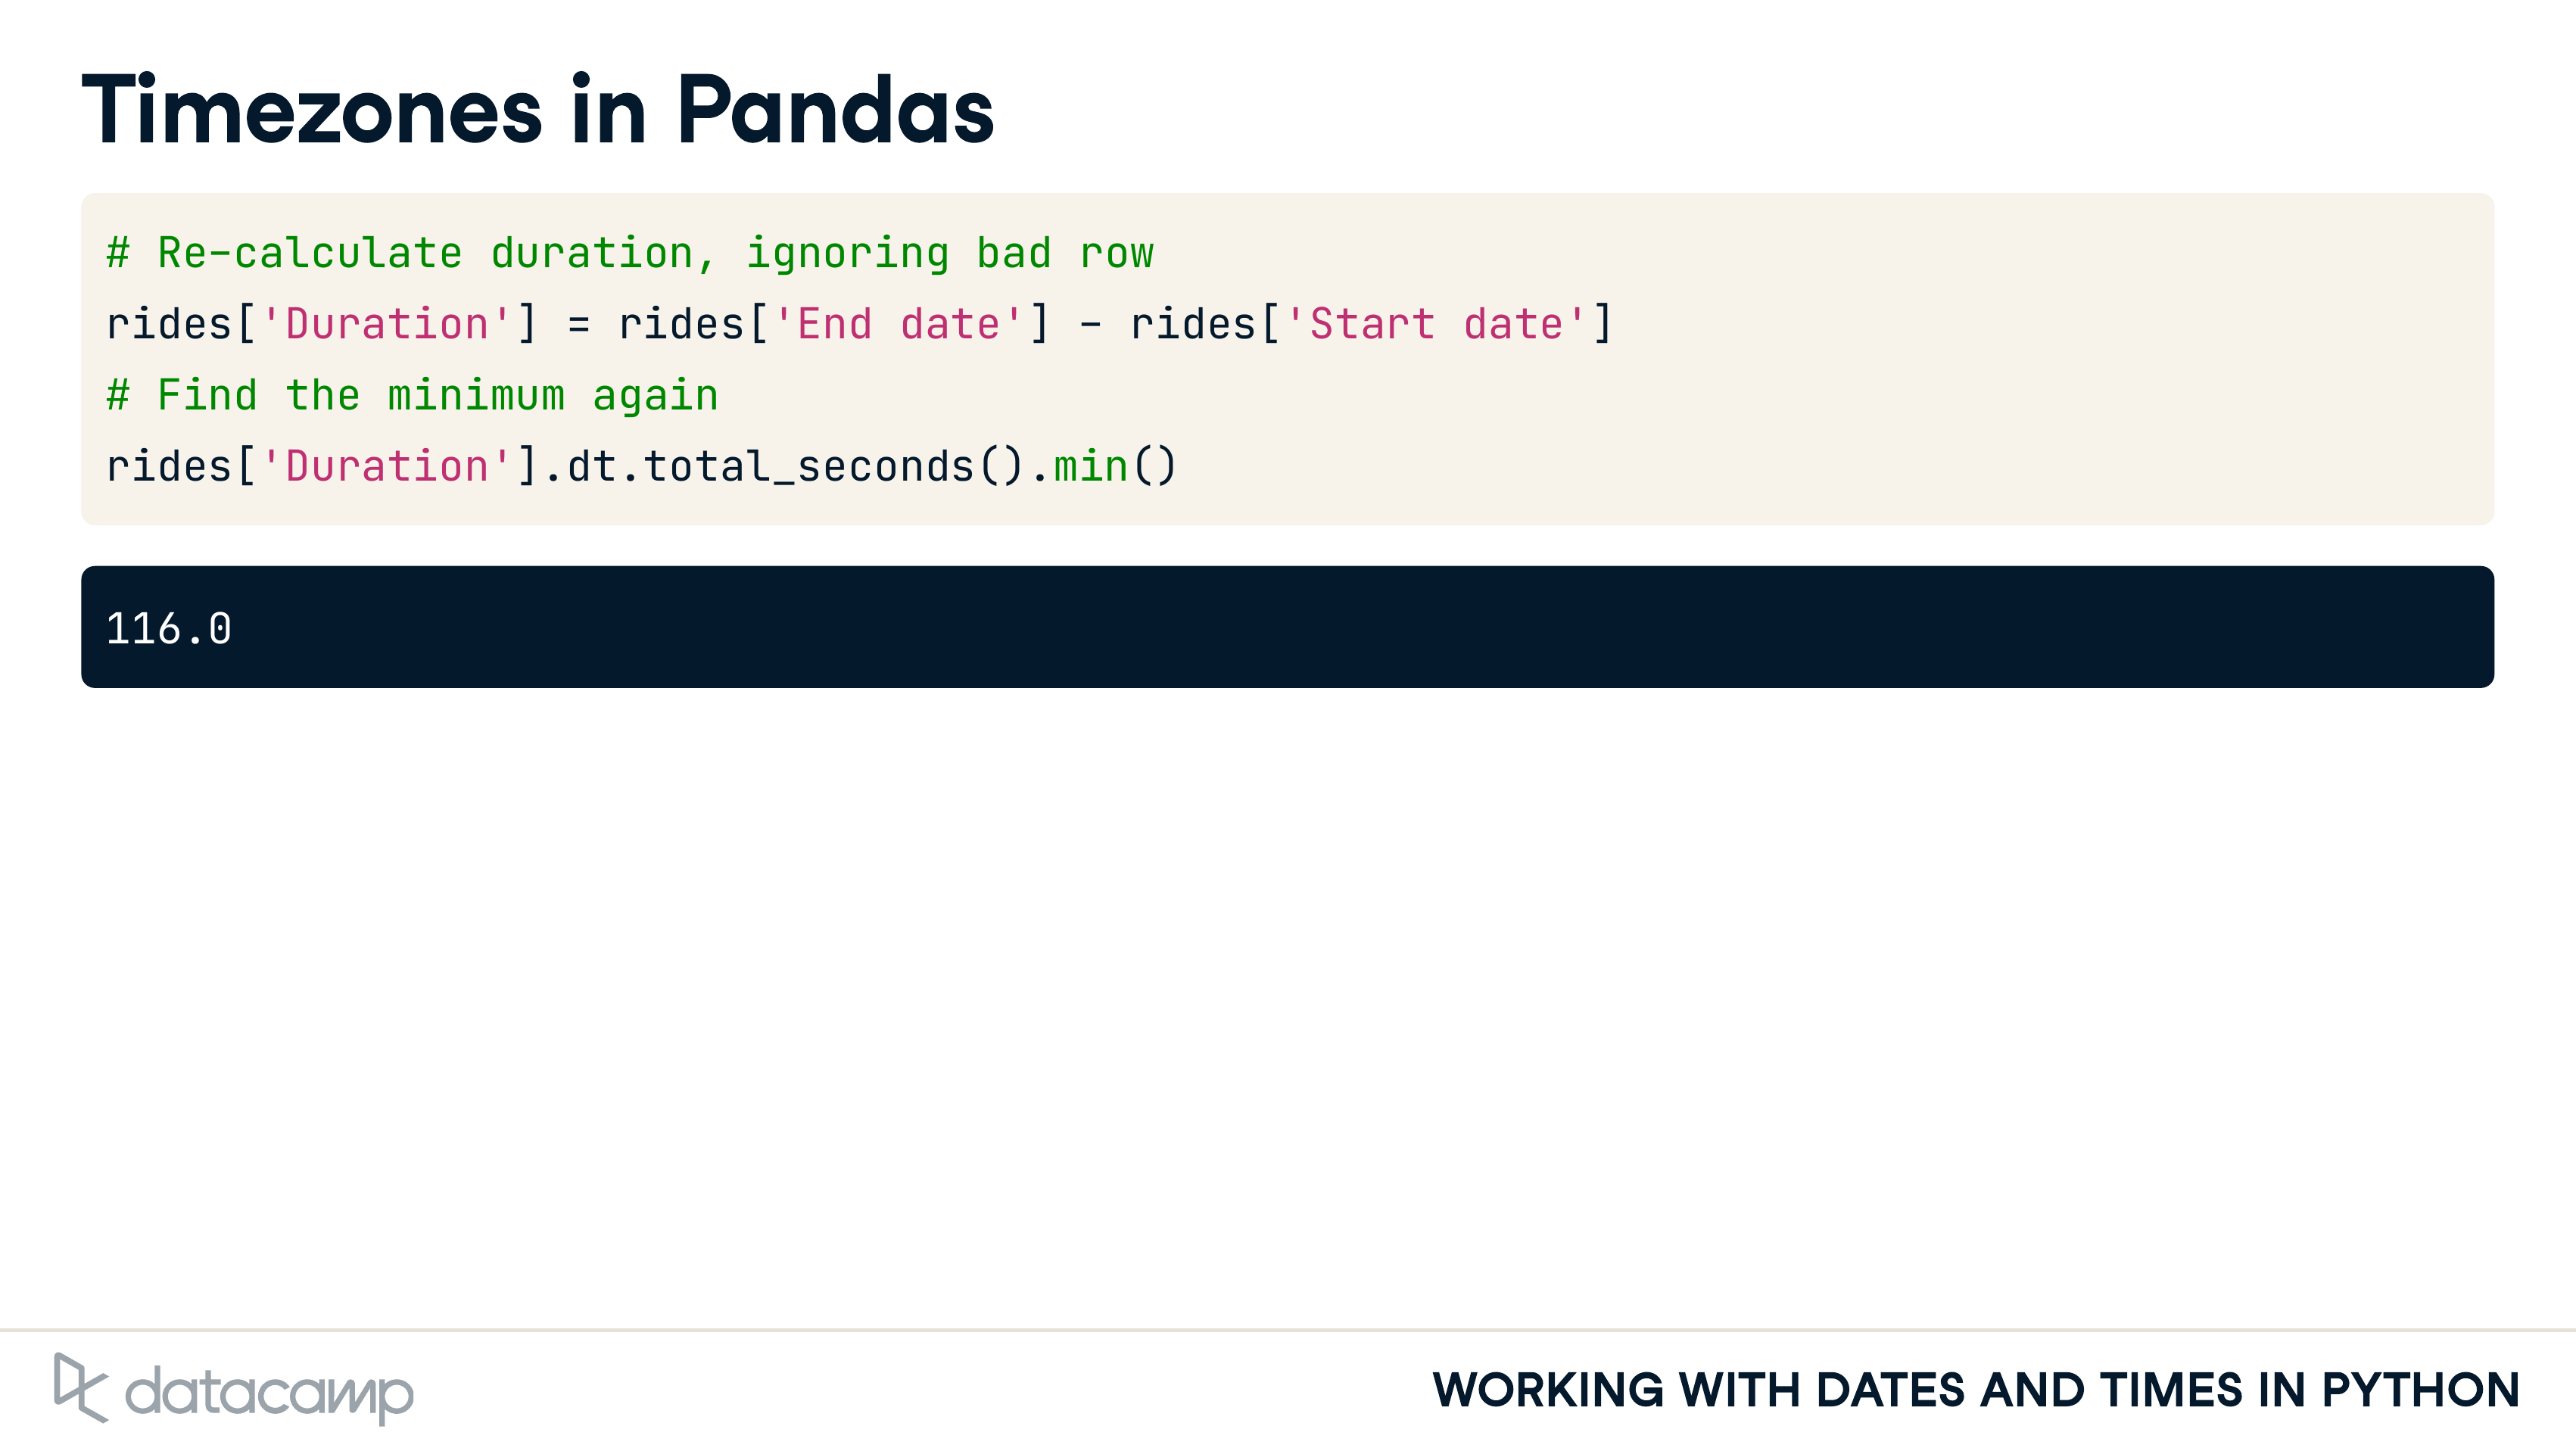 Timezones in Pandas
# Re-calculate duration, ignoring bad row
rides['Duration'] = rides['End date'] - rides['Start date']
# Find the minimum again
rides['Duration'].dt.total_seconds().min()
116.0
datacamp
WORKING WITH DATES AND TIMES IN PYTHON